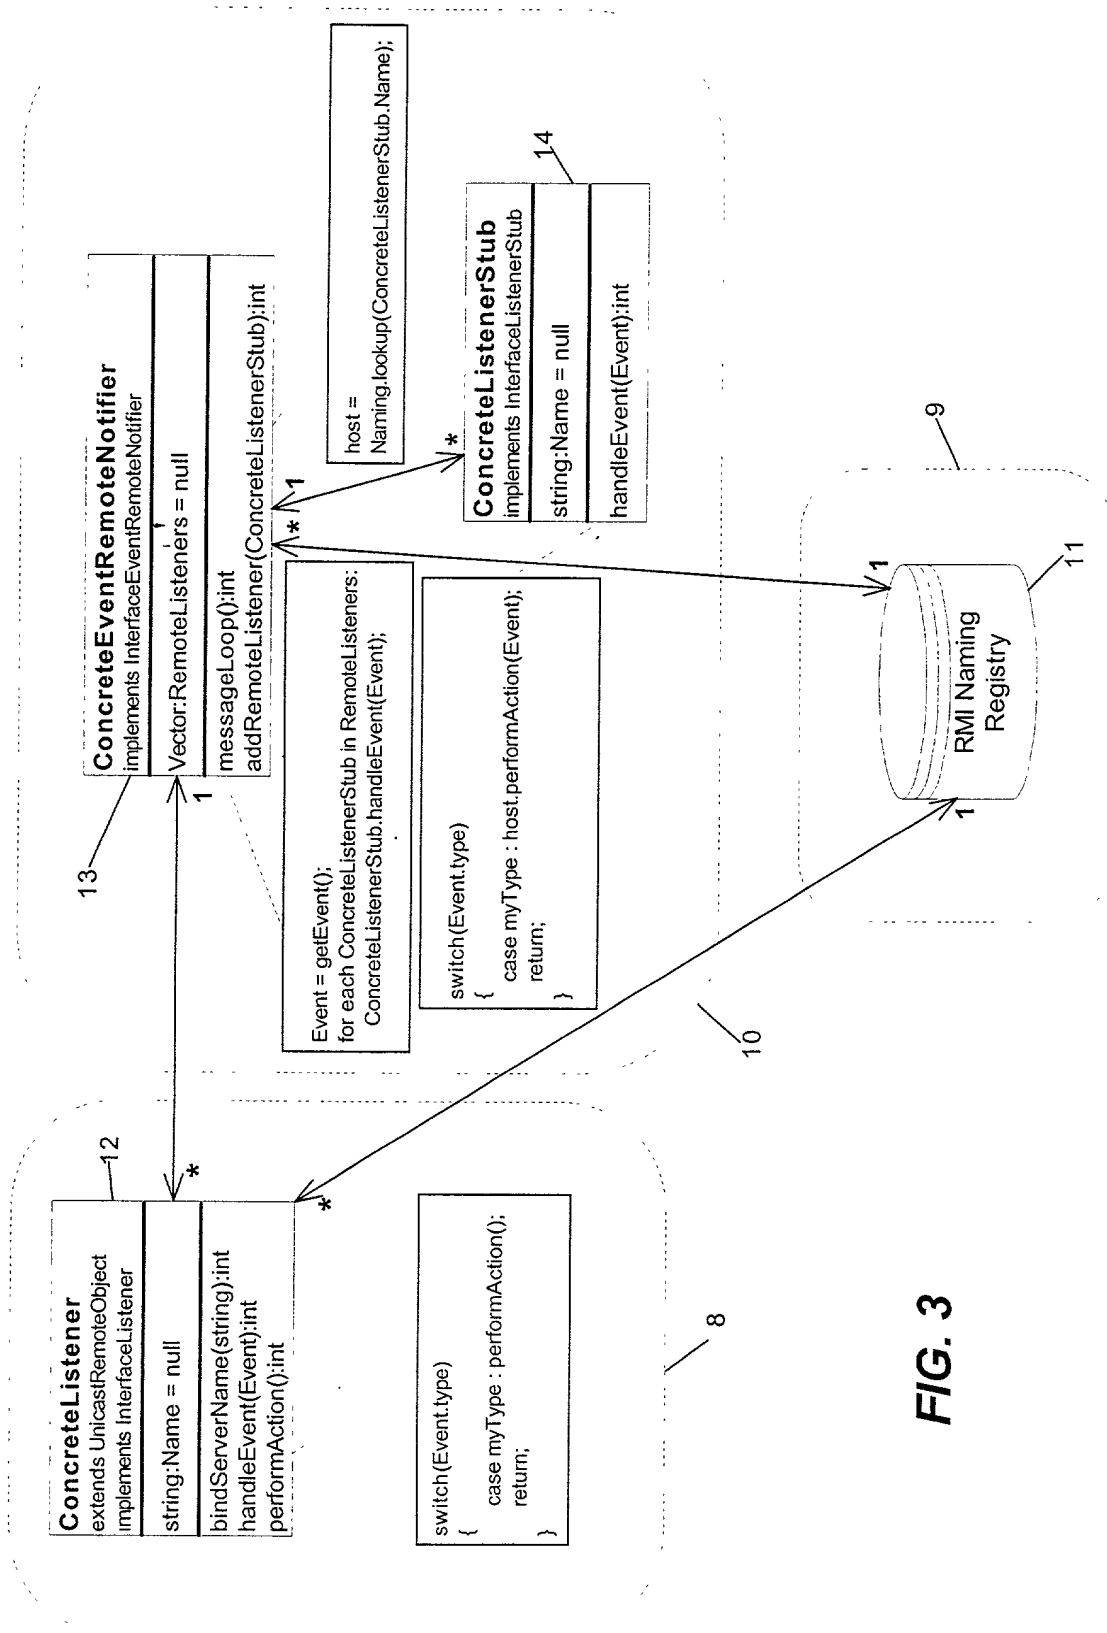 ConcreteListener
extends UnicastRemoteObject
implements InterfaceListener
string:Name = null
bindServerName(string):int
handleEvent(Event):int
performAction():int
12
*
*
switch(Event.type)
{
case myType : performAction();
return;
}
8
ConcreteEventRemoteNotifier
implements InterfaceEventRemoteNotifier
Vector:RemoteListeners = null
messageLoop():int
addRemoteListener(ConcreteListenerStub):int
13
1
*
1
Event = getEvent();
for each ConcreteListenerStub in RemoteListeners:
ConcreteListenerStub.handleEvent(Event);
host =
Naming.lookup(ConcreteListenerStub.Name);
switch(Event.type)
{
case myType : host.performAction(Event);
return;
}
*
ConcreteListenerStub
implements InterfaceListenerStub
string:Name = null
handleEvent(Event):int
14
10
1
1
RMI Naming
Registry
11
9
FIG. 3